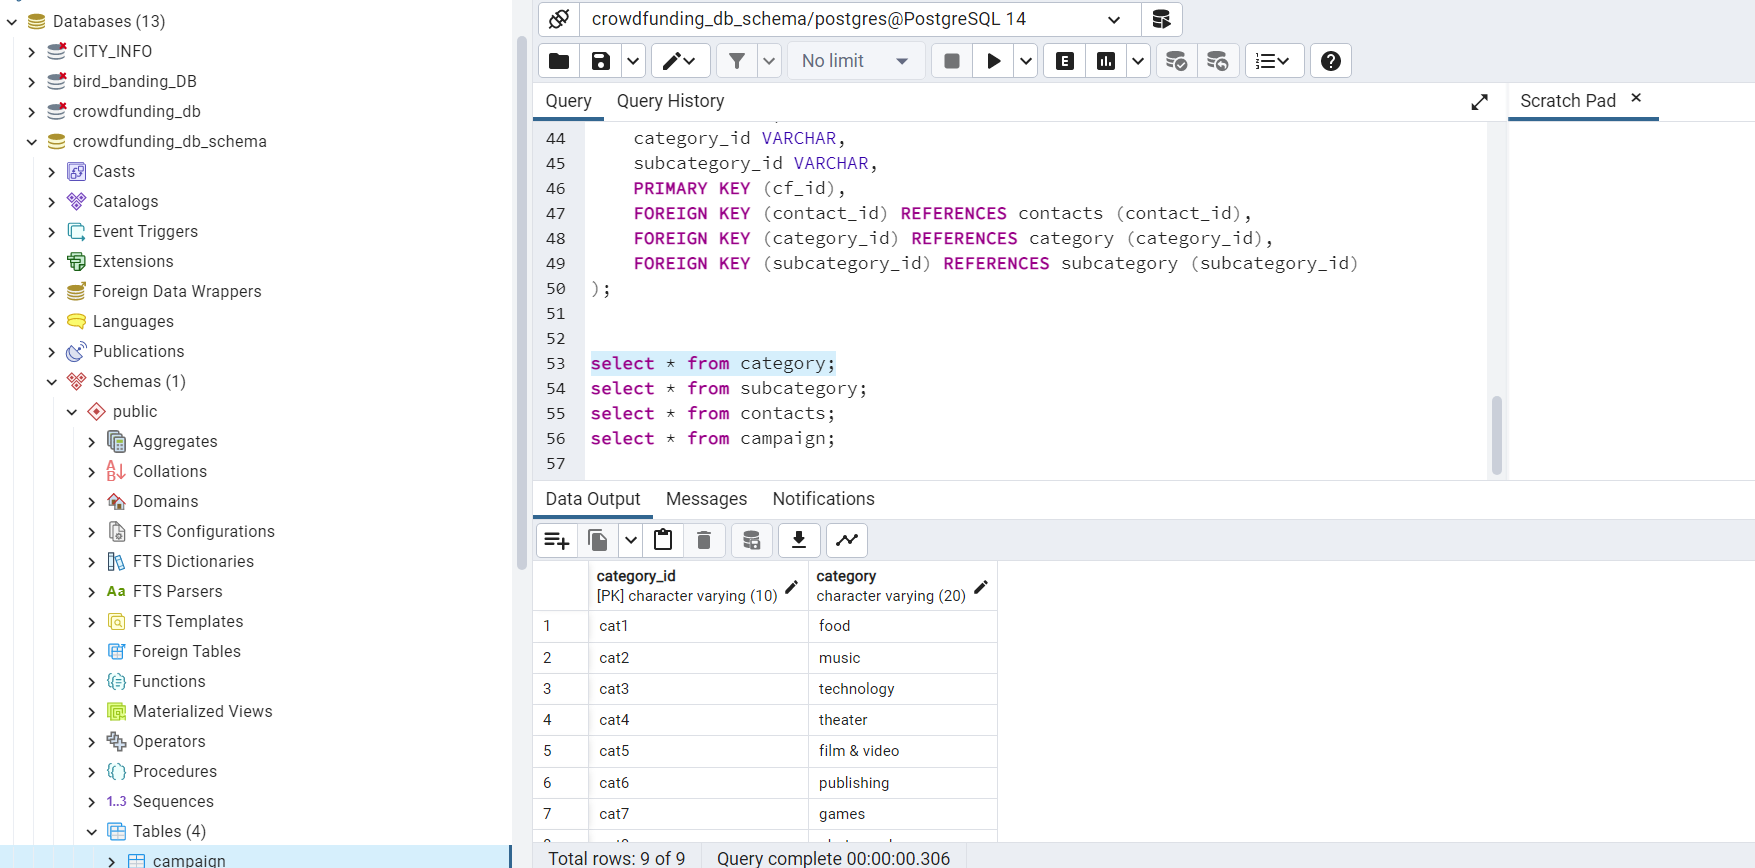 Databases (13)
CITY_INFO
bird_banding_DB
crowdfunding_db
crowdfunding_db_schema
Casts
Catalogs
Event Triggers
Extensions
Foreign Data Wrappers
Languages
Publications
Schemas (1)
public
Aggregates
Collations
Domains
FTS Configurations
FTS Dictionaries
Aa FTS Parsers
FTS Templates
Foreign Tables
Functions
Materialized Views
Operators
Procedures
1..3 Sequences
Tables (4)
campaign
crowdfunding_db_schema/postgres@PostgreSQL 14
No limit
E
Query Query History
Scratch Pad
44 category_id VARCHAR,
45 subcategory_id VARCHAR,
46 PRIMARY KEY (cf_id),
47 FOREIGN KEY (contact_id) REFERENCES contacts (contact_id),
48 FOREIGN KEY (category_id) REFERENCES category (category_id),
49 FOREIGN KEY (subcategory_id) REFERENCES subcategory (subcategory_id)
50 );
51
52
53 select * from category;
54 select * from subcategory;
55 select * from contacts;
56 select * from campaign;
57
Data Output Messages Notifications
category_id category
[PK] character varying (10) character varying (20)
1 cat1 food
2 cat2 music
3 cat3 technology
4 cat4 theater
5 cat5 film & video
6 cat6 publishing
7 cat7 games
Total rows: 9 of 9 Query complete 00:00:00.306